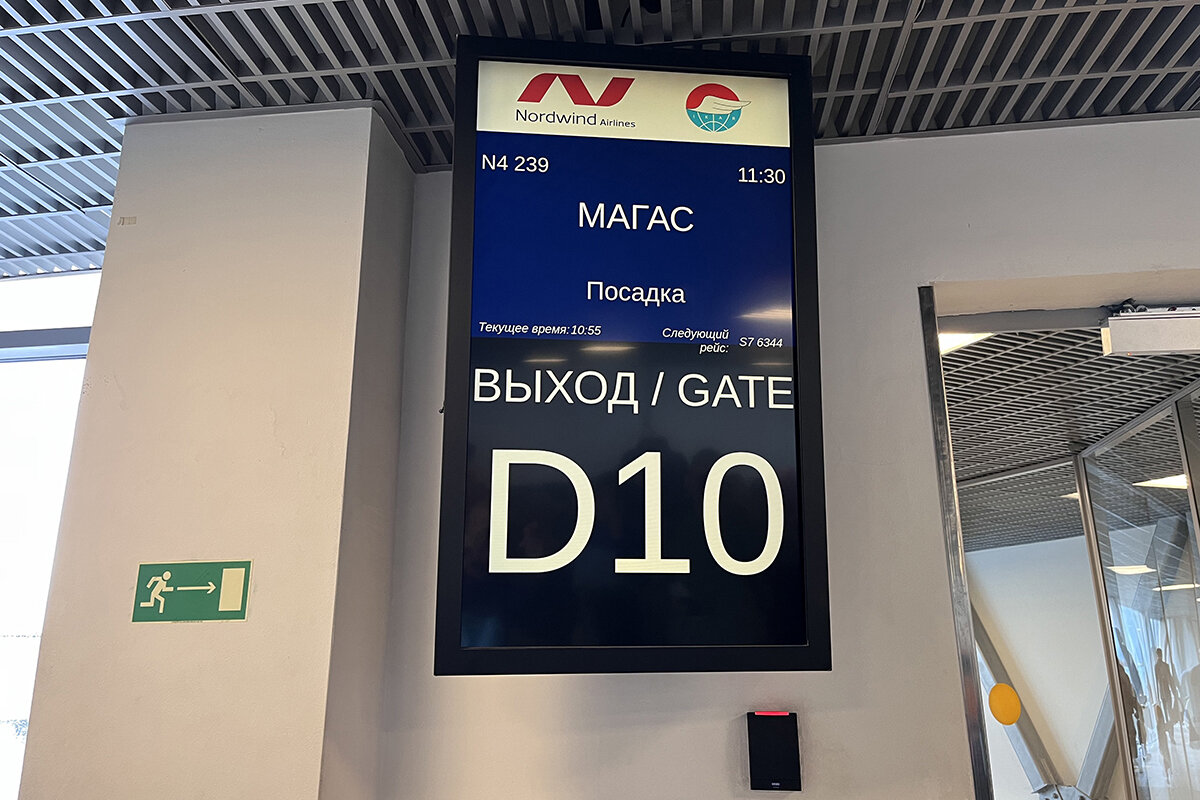 Nordwind Airlines
IKAR
N4 239
11:30
МАГАС
Посадка
Текущее время: 10:55
Следующий рейс: S7 6344
ВЫХОД / GATE
D10